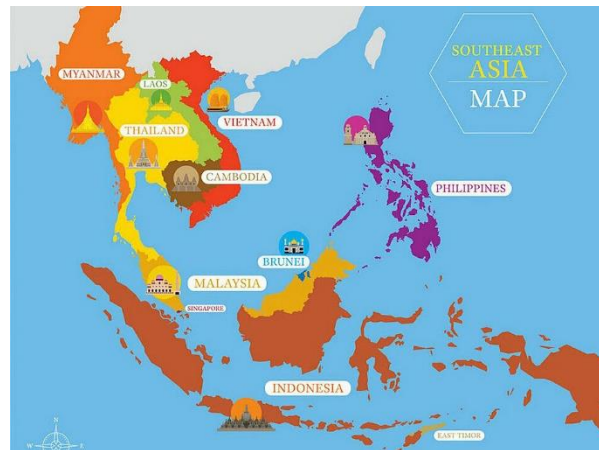 SOUTHEAST
ASIA
MAP
MYANMAR
LAOS
VIETNAM
THAILAND
CAMBODIA
PHILIPPINES
BRUNEI
MALAYSIA
SINGAPORE
INDONESIA
EAST TIMOR
N
W E
S